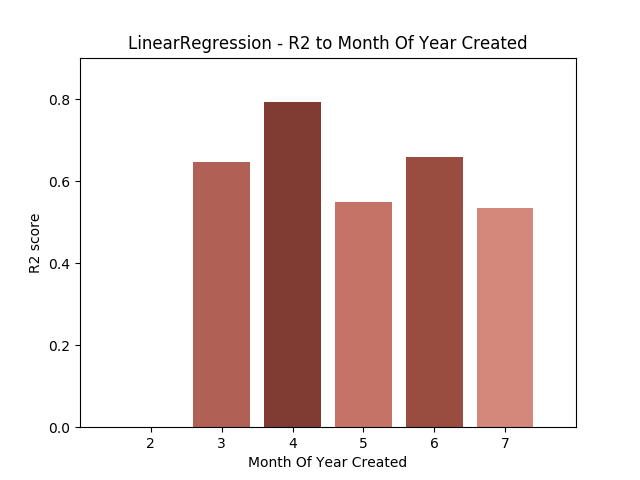 LinearRegression - R2 to Month Of Year Created
0.8
0.6
0.4
0.2
0.0
R2 score
2 3 4 5 6 7
Month Of Year Created